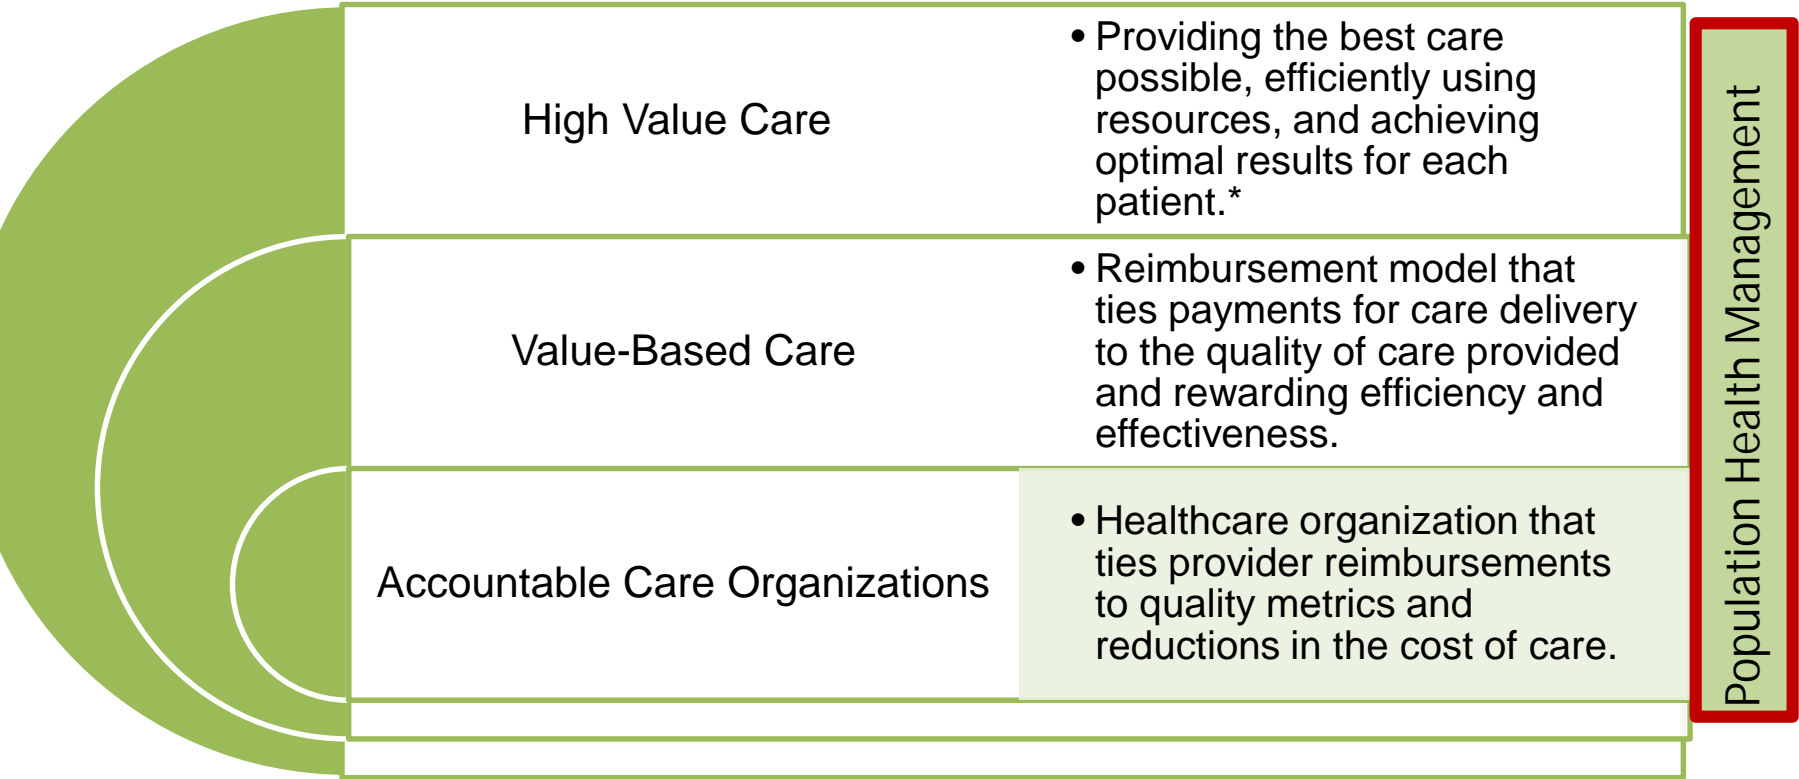 High Value Care
• Providing the best care
possible, efficiently using
resources, and achieving
optimal results for each
patient.*
Value-Based Care
• Reimbursement model that
ties payments for care delivery
to the quality of care provided
and rewarding efficiency and
effectiveness.
Accountable Care Organizations
• Healthcare organization that
ties provider reimbursements
to quality metrics and
reductions in the cost of care.
Population Health Management